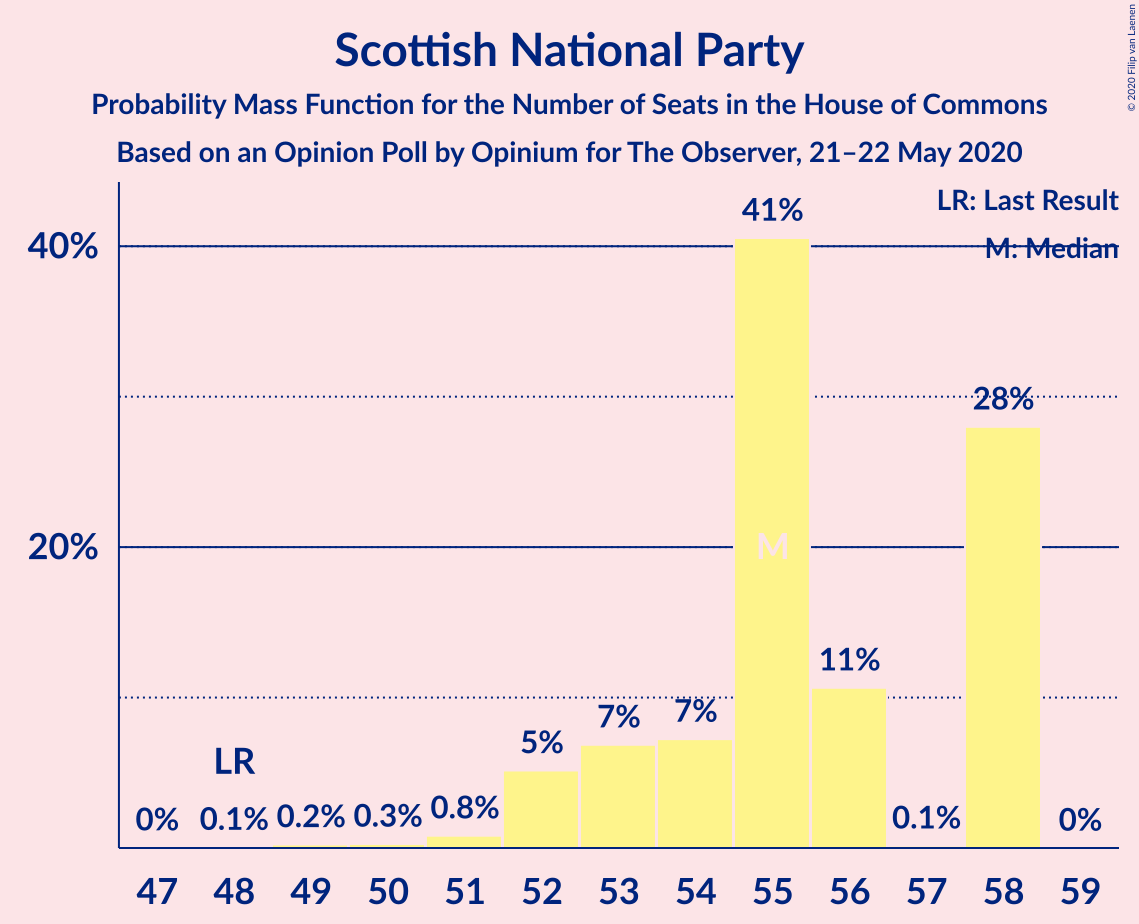 Scottish National Party
Probability Mass Function for the Number of Seats in the House of Commons
Based on an Opinion Poll by Opinium for The Observer, 21–22 May 2020
© 2020 Filip van Laenen
LR: Last Result
M: Median
40%
20%
41%
28%
M
11%
7%
7%
5%
LR
0%
0.1%
0.2%
0.3%
0.8%
0.1%
0%
47 48 49 50 51 52 53 54 55 56 57 58 59